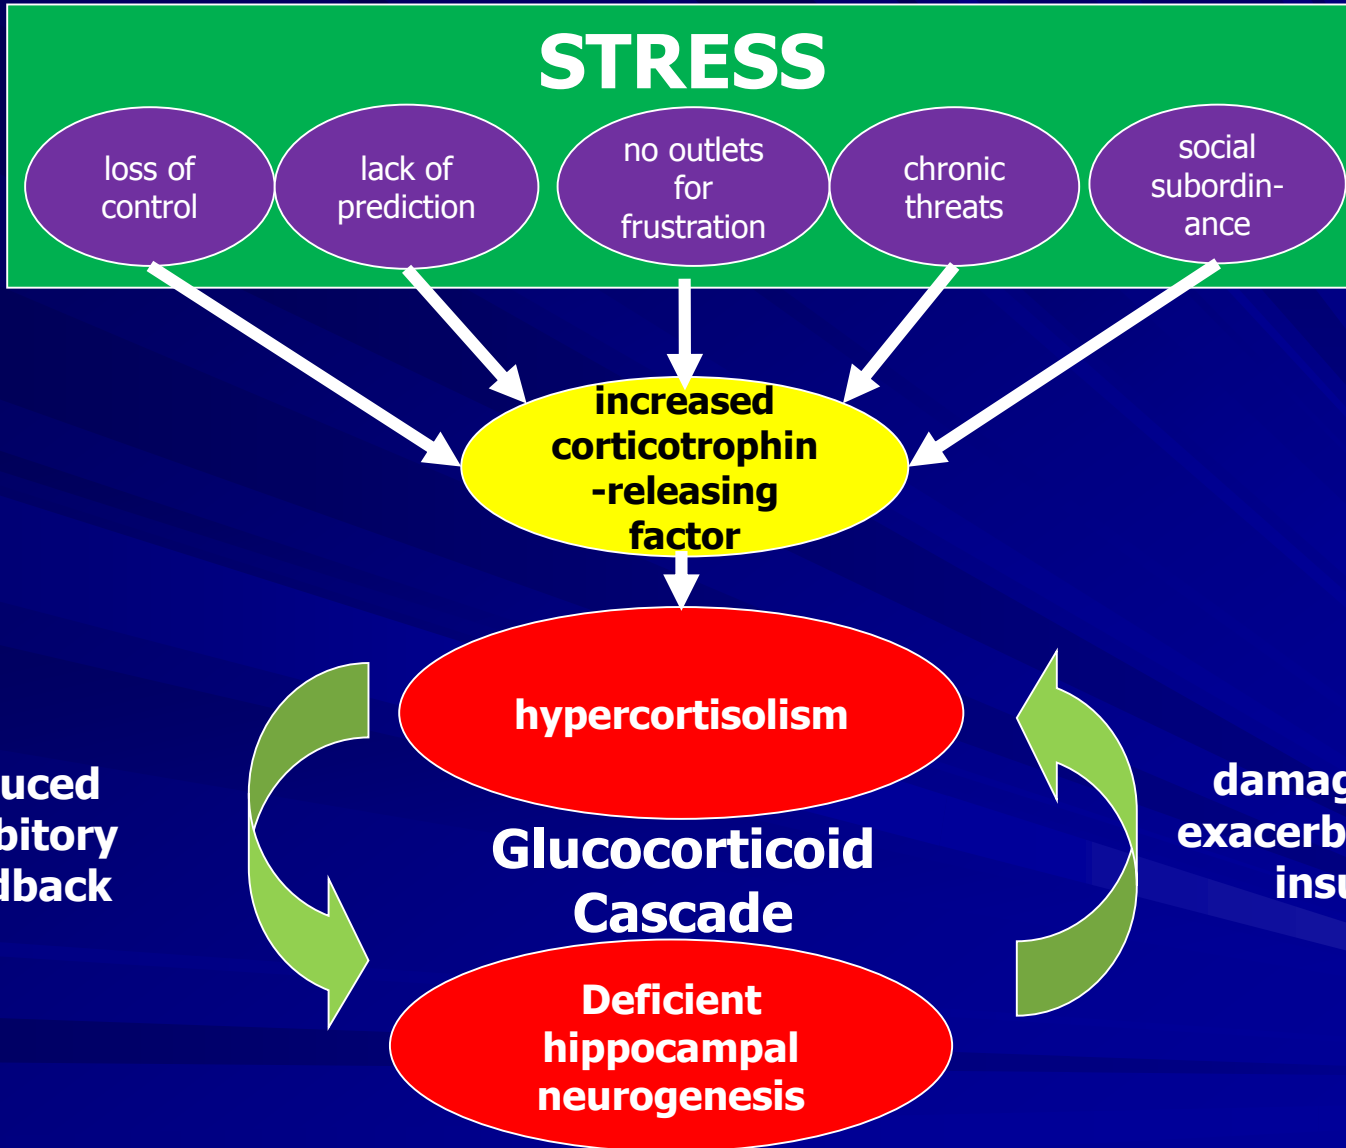 STRESS
loss of
control
lack of
prediction
no outlets
for
frustration
chronic
threats
social
subordin-
ance
increased
corticotrophin
-releasing
factor
hypercortisolism
Glucocorticoid
Cascade
Deficient
hippocampal
neurogenesis